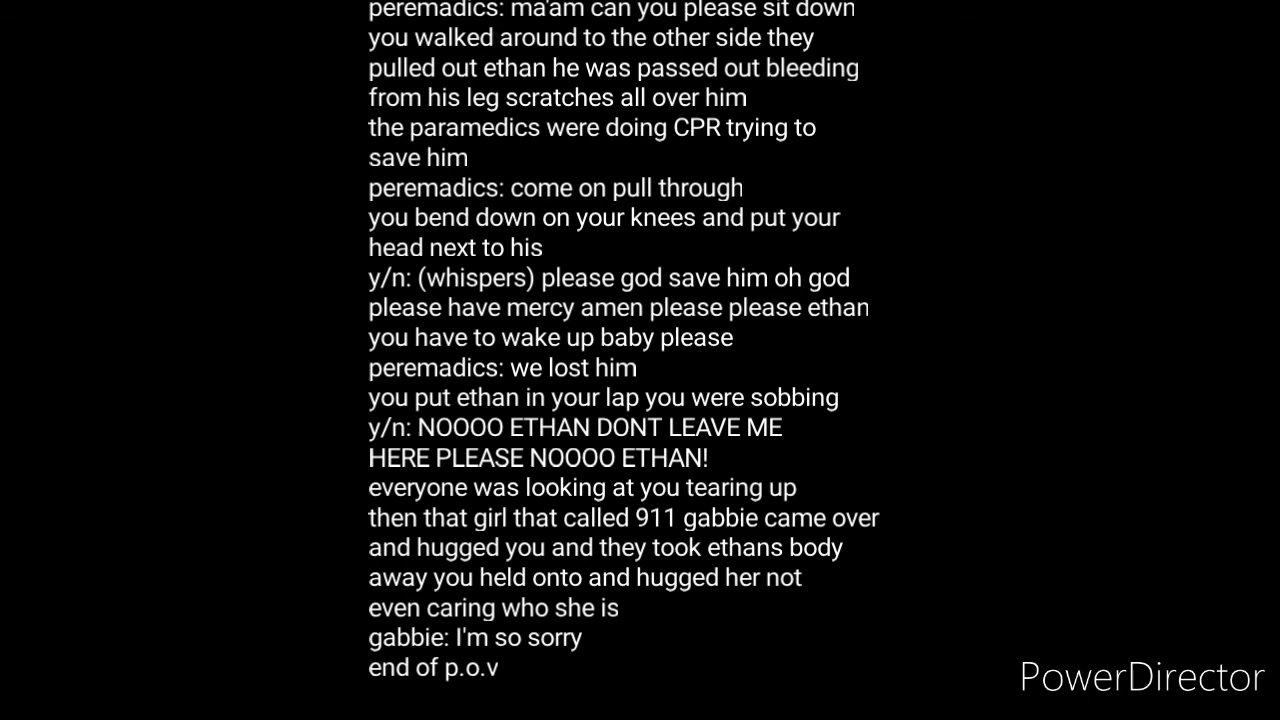 peremadics: ma'am can you please sit down
you walked around to the other side they
pulled out ethan he was passed out bleeding
from his leg scratches all over him
the paramedics were doing CPR trying to
save him
peremadics: come on pull through
you bend down on your knees and put your
head next to his
y/n: (whispers) please god save him oh god
please have mercy amen please please ethan
you have to wake up baby please
peremadics: we lost him
you put ethan in your lap you were sobbing
y/n: NOOOO ETHAN DONT LEAVE ME
HERE PLEASE NOOOO ETHAN!
everyone was looking at you tearing up
then that girl that called 911 gabbie came over
and hugged you and they took ethans body
away you held onto and hugged her not
even caring who she is
gabbie: I'm so sorry
end of p.o.v
PowerDirector